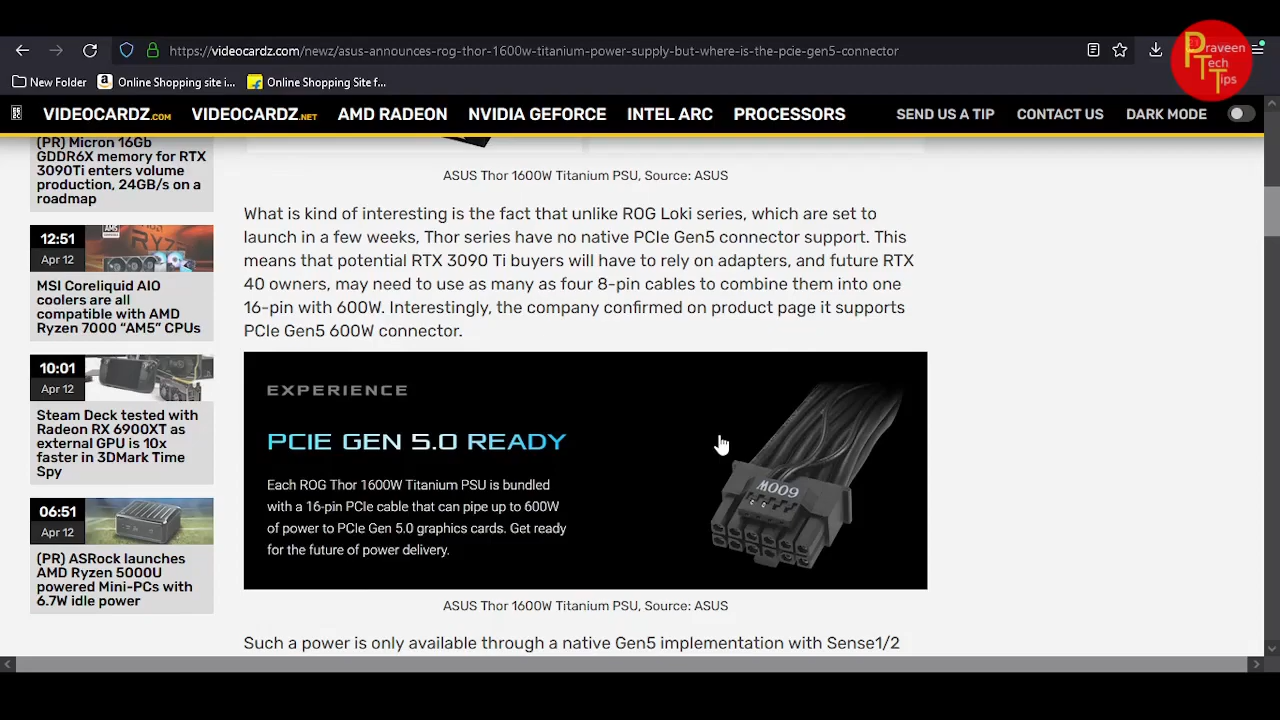 https://videocardz.com/newz/asus-announces-rog-thor-1600w-titanium-power-supply-but-where-is-the-pcie-gen5-connector
Praveen
Tech
Tips
New Folder
Online Shopping site i...
Online Shopping Site f...
VIDEOCARDZ.COM
VIDEOCARDZ.NET
AMD RADEON
NVIDIA GEFORCE
INTEL ARC
PROCESSORS
SEND US A TIP
CONTACT US
DARK MODE
(PR) Micron 16Gb
GDDR6X memory for RTX
3090Ti enters volume
production, 24GB/s on a
roadmap
12:51
Apr 12
AM5
RYZEN
MSI Coreliquid AIO
coolers are all
compatible with AMD
Ryzen 7000 “AM5” CPUs
10:01
Apr 12
Steam Deck tested with
Radeon RX 6900XT as
external GPU is 10x
faster in 3DMark Time
Spy
06:51
Apr 12
(PR) ASRock launches
AMD Ryzen 5000U
powered Mini-PCs with
6.7W idle power
ASUS Thor 1600W Titanium PSU, Source: ASUS
What is kind of interesting is the fact that unlike ROG Loki series, which are set to
launch in a few weeks, Thor series have no native PCIe Gen5 connector support. This
means that potential RTX 3090 Ti buyers will have to rely on adapters, and future RTX
40 owners, may need to use as many as four 8-pin cables to combine them into one
16-pin with 600W. Interestingly, the company confirmed on product page it supports
PCIe Gen5 600W connector.
EXPERIENCE
PCIE GEN 5.0 READY
Each ROG Thor 1600W Titanium PSU is bundled
with a 16-pin PCIe cable that can pipe up to 600W
of power to PCIe Gen 5.0 graphics cards. Get ready
for the future of power delivery.
600W
ASUS Thor 1600W Titanium PSU, Source: ASUS
Such a power is only available through a native Gen5 implementation with Sense1/2